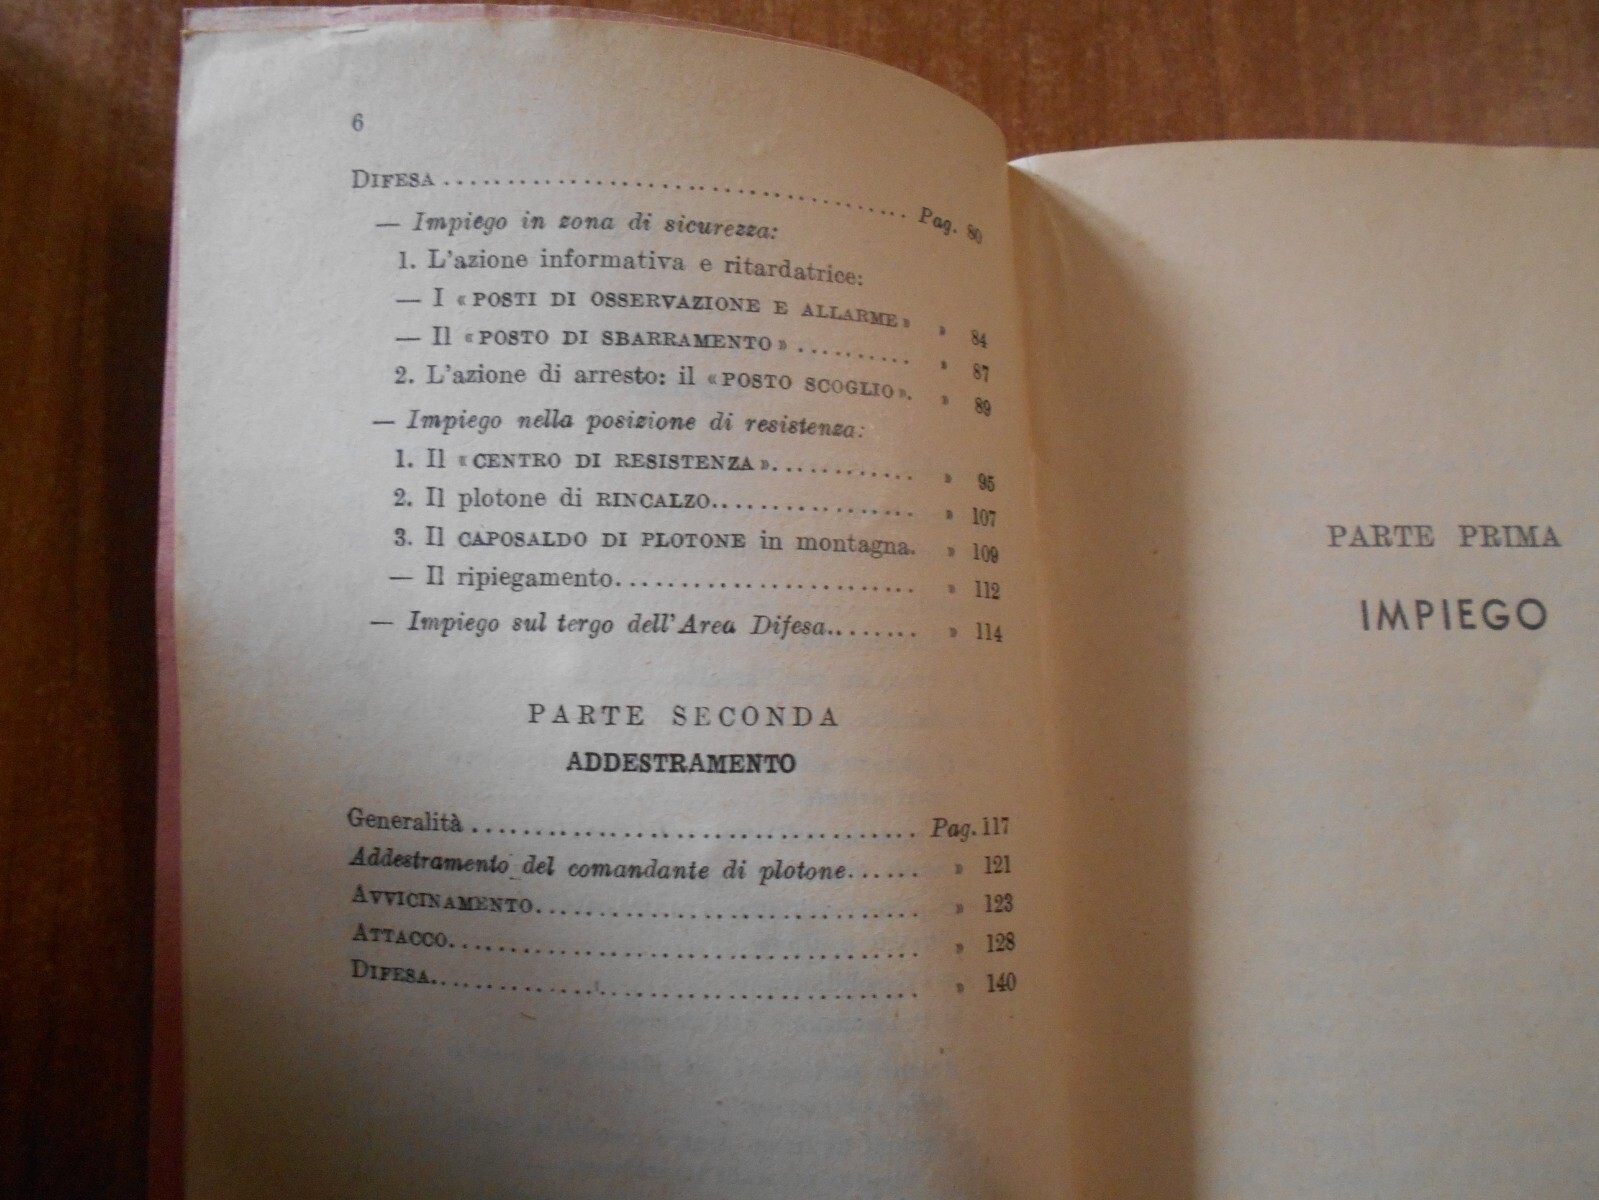 6
DIFESA ........................................ Pag. 80
— Impiego in zona di sicurezza:
1. L'azione informativa e ritardatrice:
— I «POSTI DI OSSERVAZIONE E ALLARME» » 84
— Il «POSTO DI SBARRAMENTO» .......... » 87
2. L'azione di arresto: il «POSTO SCOGLIO». » 89
— Impiego nella posizione di resistenza:
1. Il «CENTRO DI RESISTENZA»............ » 95
2. Il plotone di RINCALZO................. » 107
3. Il CAPOSALDO DI PLOTONE in montagna. » 109
— Il ripiegamento........................ » 112
— Impiego sul tergo dell'Area Difesa........ » 114
PARTE SECONDA
ADDESTRAMENTO
Generalità ................................... Pag. 117
Addestramento del comandante di plotone...... » 121
AVVICINAMENTO.............................. » 123
ATTACCO..................................... » 128
DIFESA...................................... » 140
PARTE PRIMA
IMPIEGO